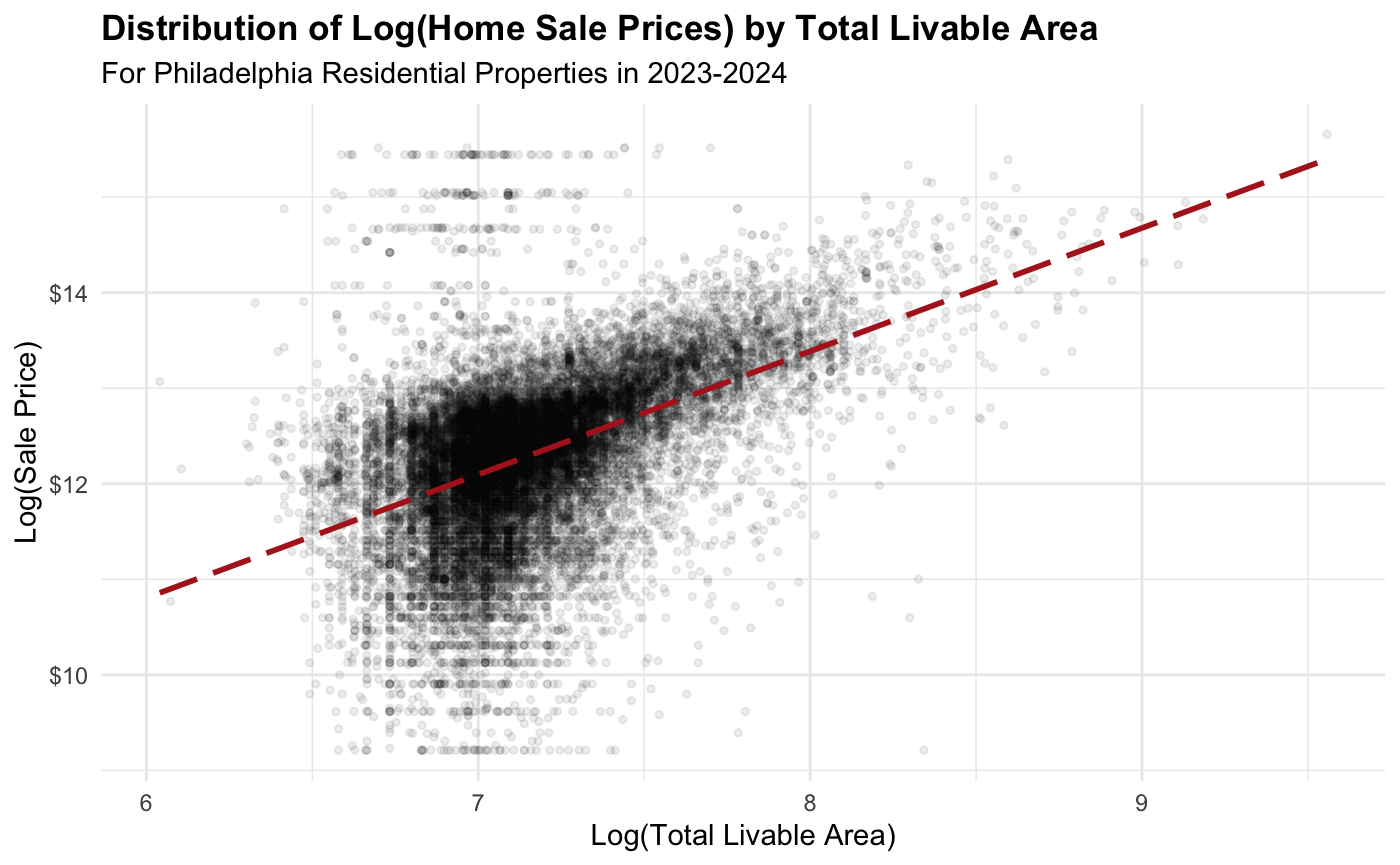 Distribution of Log(Home Sale Prices) by Total Livable Area
For Philadelphia Residential Properties in 2023-2024
Log(Sale Price)
$14
$12
$10
6 7 8 9
Log(Total Livable Area)